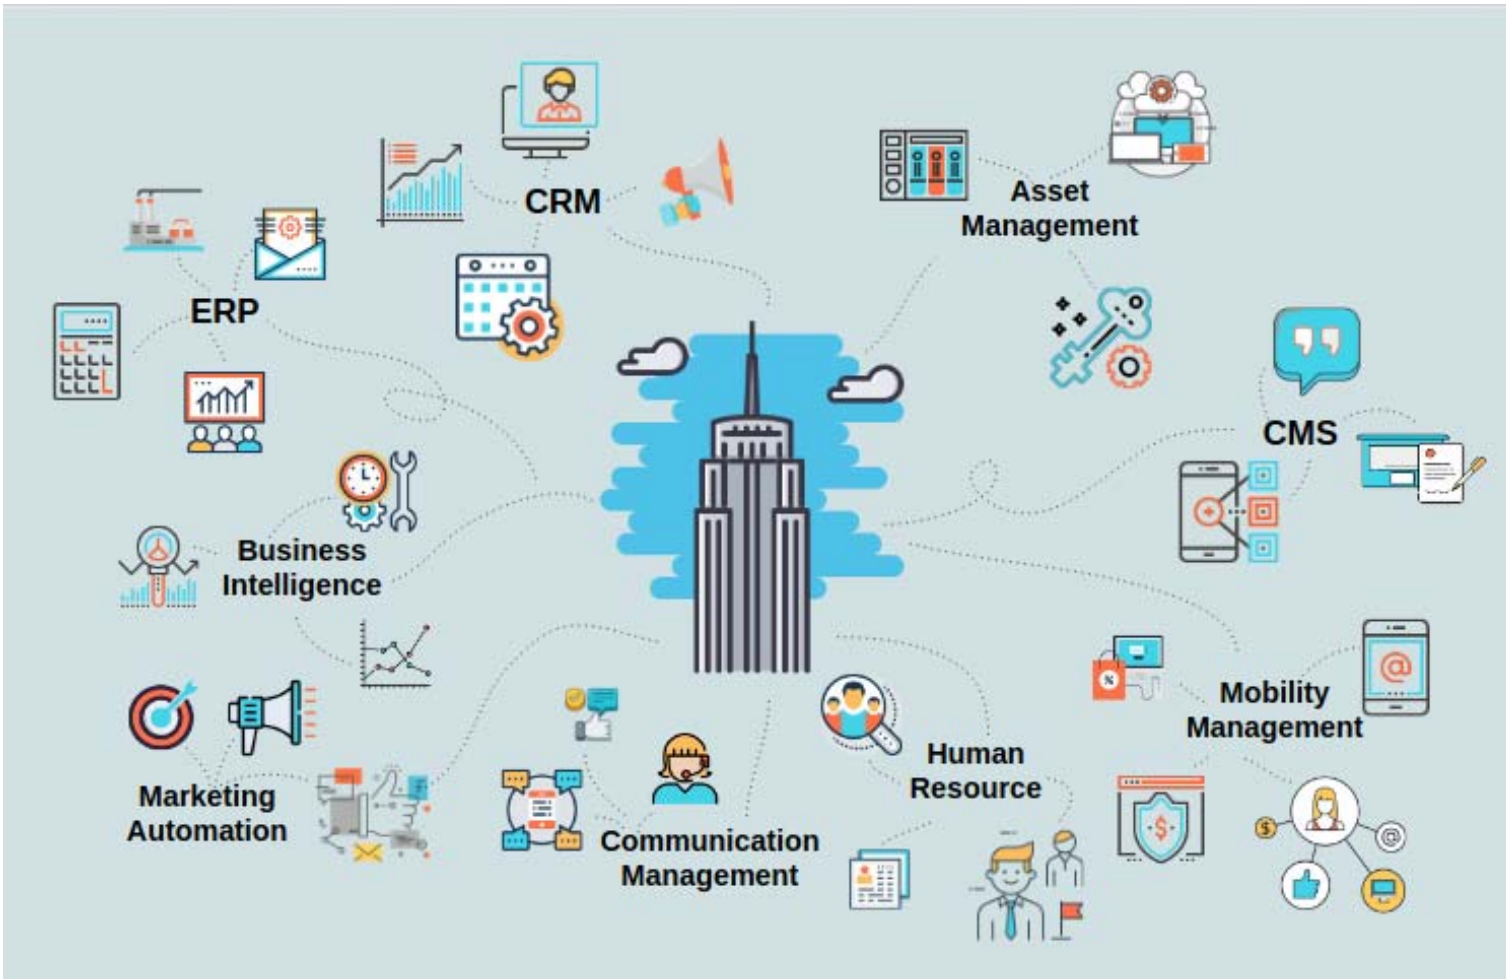 CRM
Asset
Management
ERP
CMS
Business
Intelligence
Mobility
Management
Human
Resource
Marketing
Automation
Communication
Management